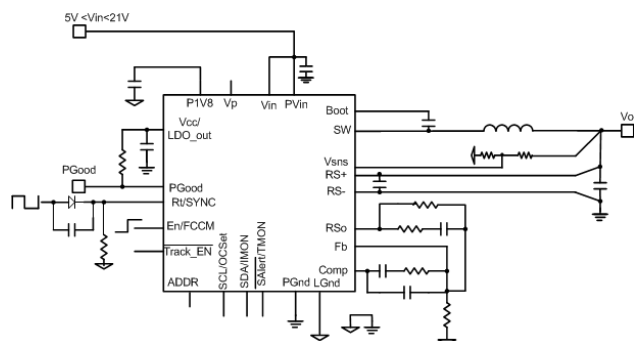 5V <Vin<21V
P1V8 Vp Vin PVin
Vcc/
LDO_out
Boot
SW
Vo
PGood
Vsns
RS+
RS-
PGood
Rt/SYNC
En/FCCM
RSo
Track_EN
Fb
Comp
ADDR
SCL/OCSet
SDA/IMON
SAlert/TMON
PGnd
LGnd